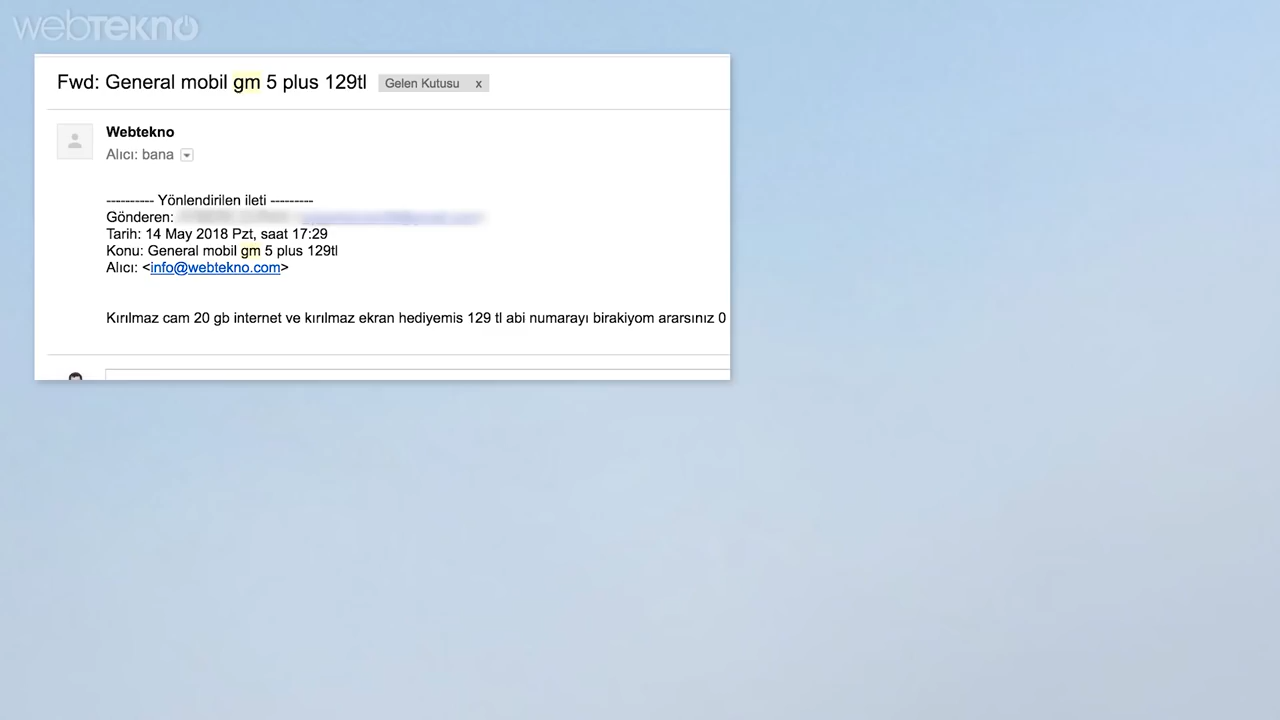 webtekno
Fwd: General mobil gm 5 plus 129tl Gelen Kutusu x
Webtekno
Alıcı: bana
---------- Yönlendirilen ileti ---------
Gönderen:
Tarih: 14 May 2018 Pzt, saat 17:29
Konu: General mobil gm 5 plus 129tl
Alıcı: <info@webtekno.com>
Kırılmaz cam 20 gb internet ve kırılmaz ekran hediyemis 129 tl abi numarayı birakiyom ararsınız 0